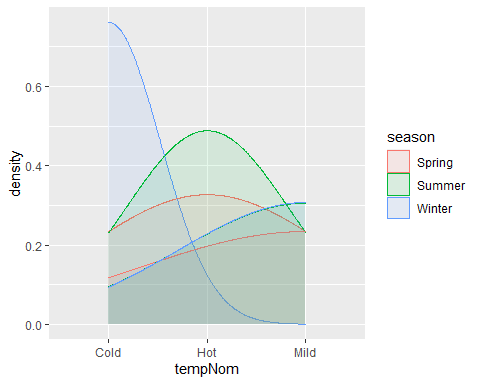 0.6
0.4
0.2
0.0
density
Cold
Hot
Mild
tempNom
season
Spring
Summer
Winter